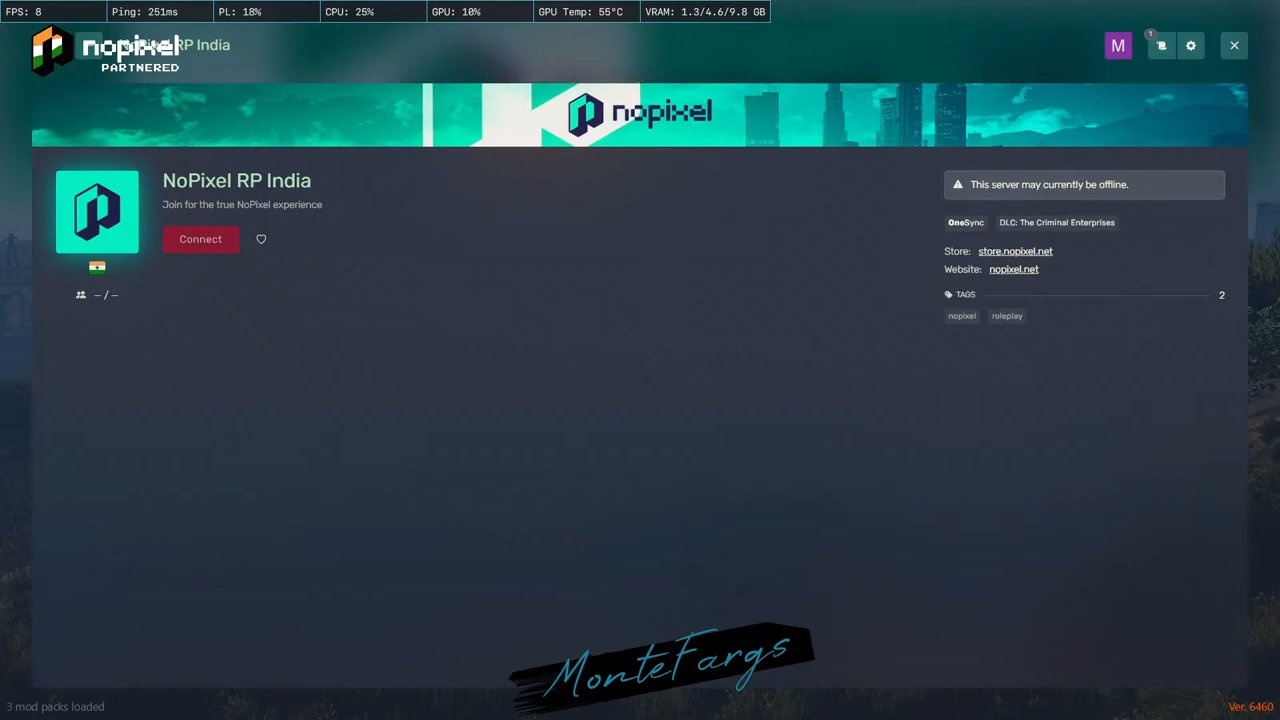 FPS: 8 Ping: 251ms PL: 18% CPU: 25% GPU: 10% GPU Temp: 55°C VRAM: 1.3/4.6/9.8 GB
nopixel
RP India
PARTNERED
M
1
nopixel
NoPixel RP India
Join for the true NoPixel experience
Connect
– / –
This server may currently be offline.
OneSync DLC: The Criminal Enterprises
Store: store.nopixel.net
Website: nopixel.net
TAGS 2
nopixel roleplay
MonteFargs
3 mod packs loaded
Ver. 6460